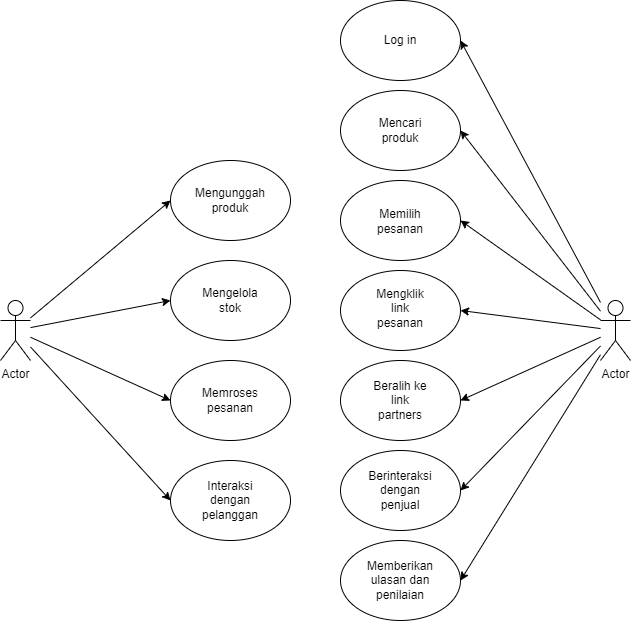 Log in
Mencari
produk
Memilih
pesanan
Mengklik
link
pesanan
Beralih ke
link
partners
Berinteraksi
dengan
penjual
Memberikan
ulasan dan
penilaian
Actor
Mengunggah
produk
Mengelola
stok
Memroses
pesanan
Interaksi
dengan
pelanggan
Actor